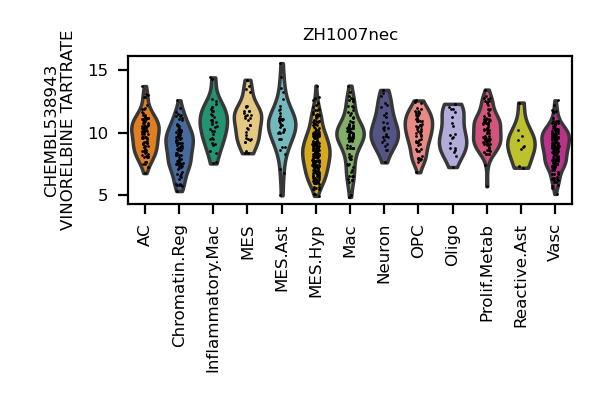 ZH1007nec
CHEMBL538943
VINORELBINE TARTRATE
15
10
5
AC
Chromatin.Reg
Inflammatory.Mac
MES
MES.Ast
MES.Hyp
Mac
Neuron
OPC
Oligo
Prolif.Metab
Reactive.Ast
Vasc